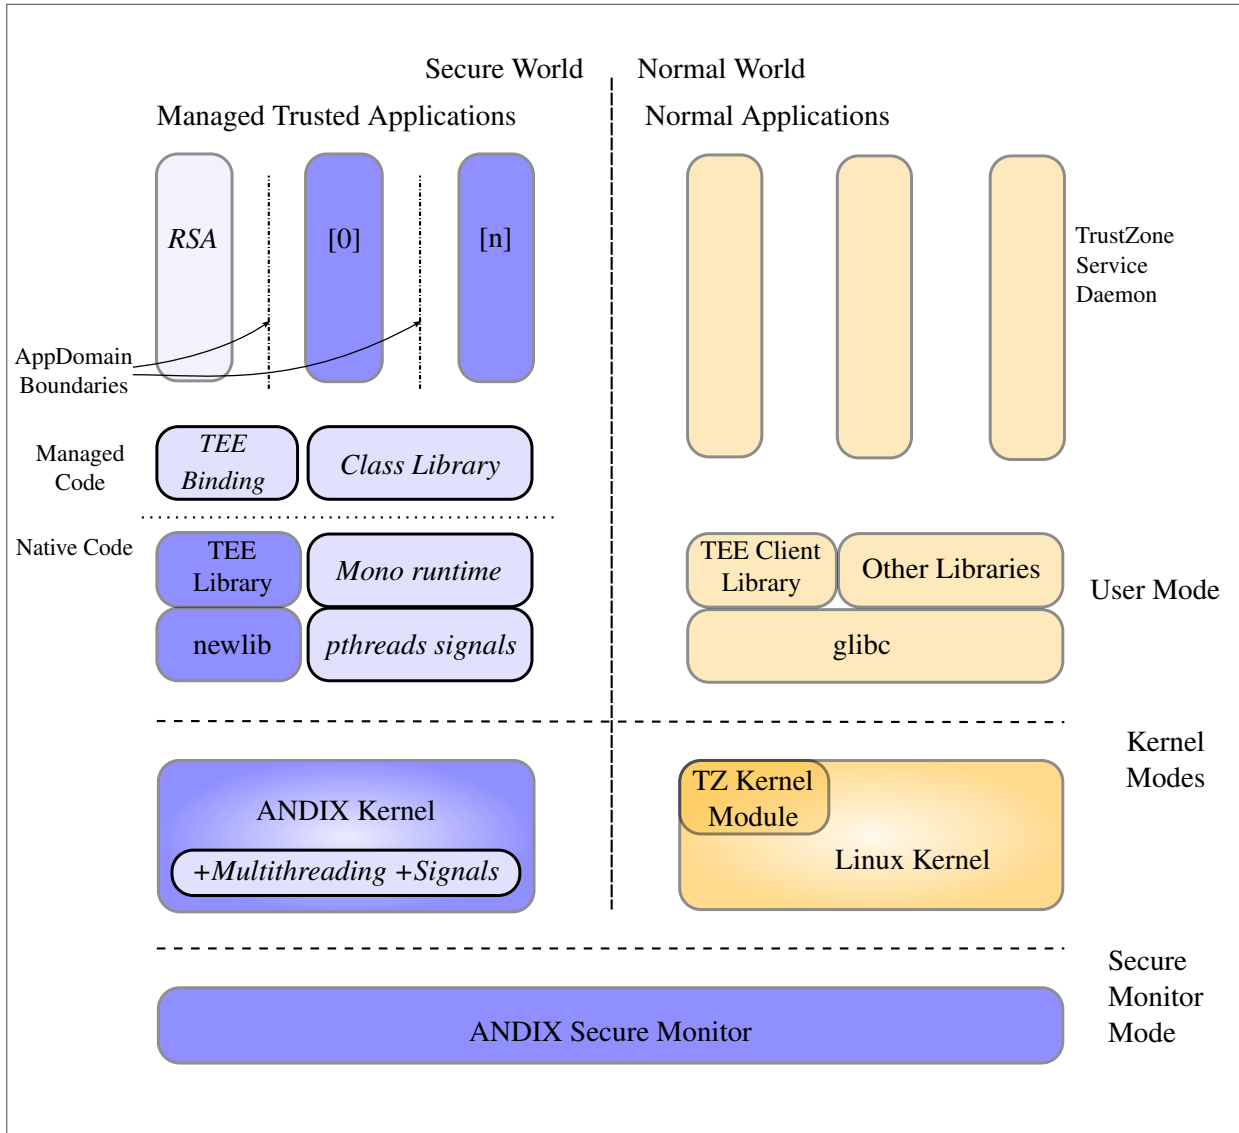 Secure World
Normal World
Managed Trusted Applications
Normal Applications
RSA
[0]
[n]
TrustZone
Service
Daemon
AppDomain
Boundaries
Managed
Code
TEE
Binding
Class Library
Native Code
TEE
Library
Mono runtime
TEE Client
Library
Other Libraries
User Mode
newlib
pthreads signals
glibc
Kernel
Modes
ANDIX Kernel
+Multithreading +Signals
TZ Kernel
Module
Linux Kernel
Secure
Monitor
Mode
ANDIX Secure Monitor